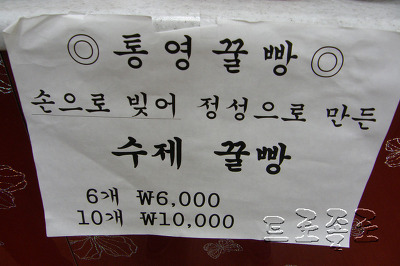 ◎ 통영꿀빵 ◎
손으로 빚어 정성으로 만든
수제 꿀빵
6개 ₩6,000
10개 ₩10,000